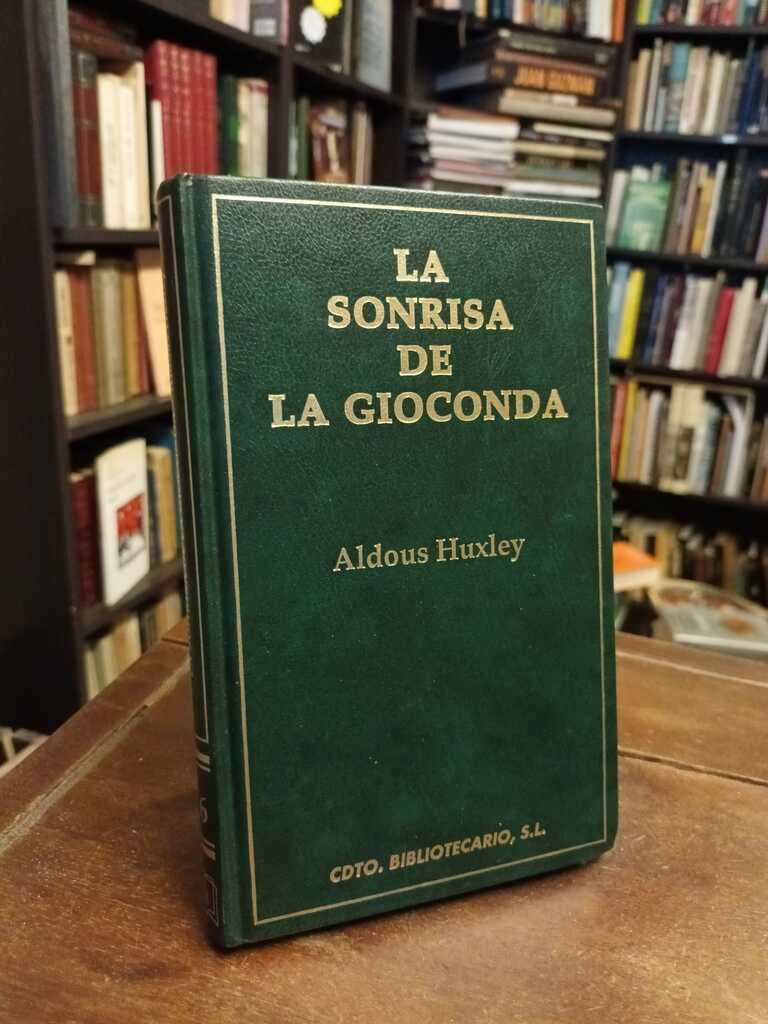 LA
SONRISA
DE
LA GIOCONDA
Aldous Huxley
CDTO. BIBLIOTECARIO, S.L.